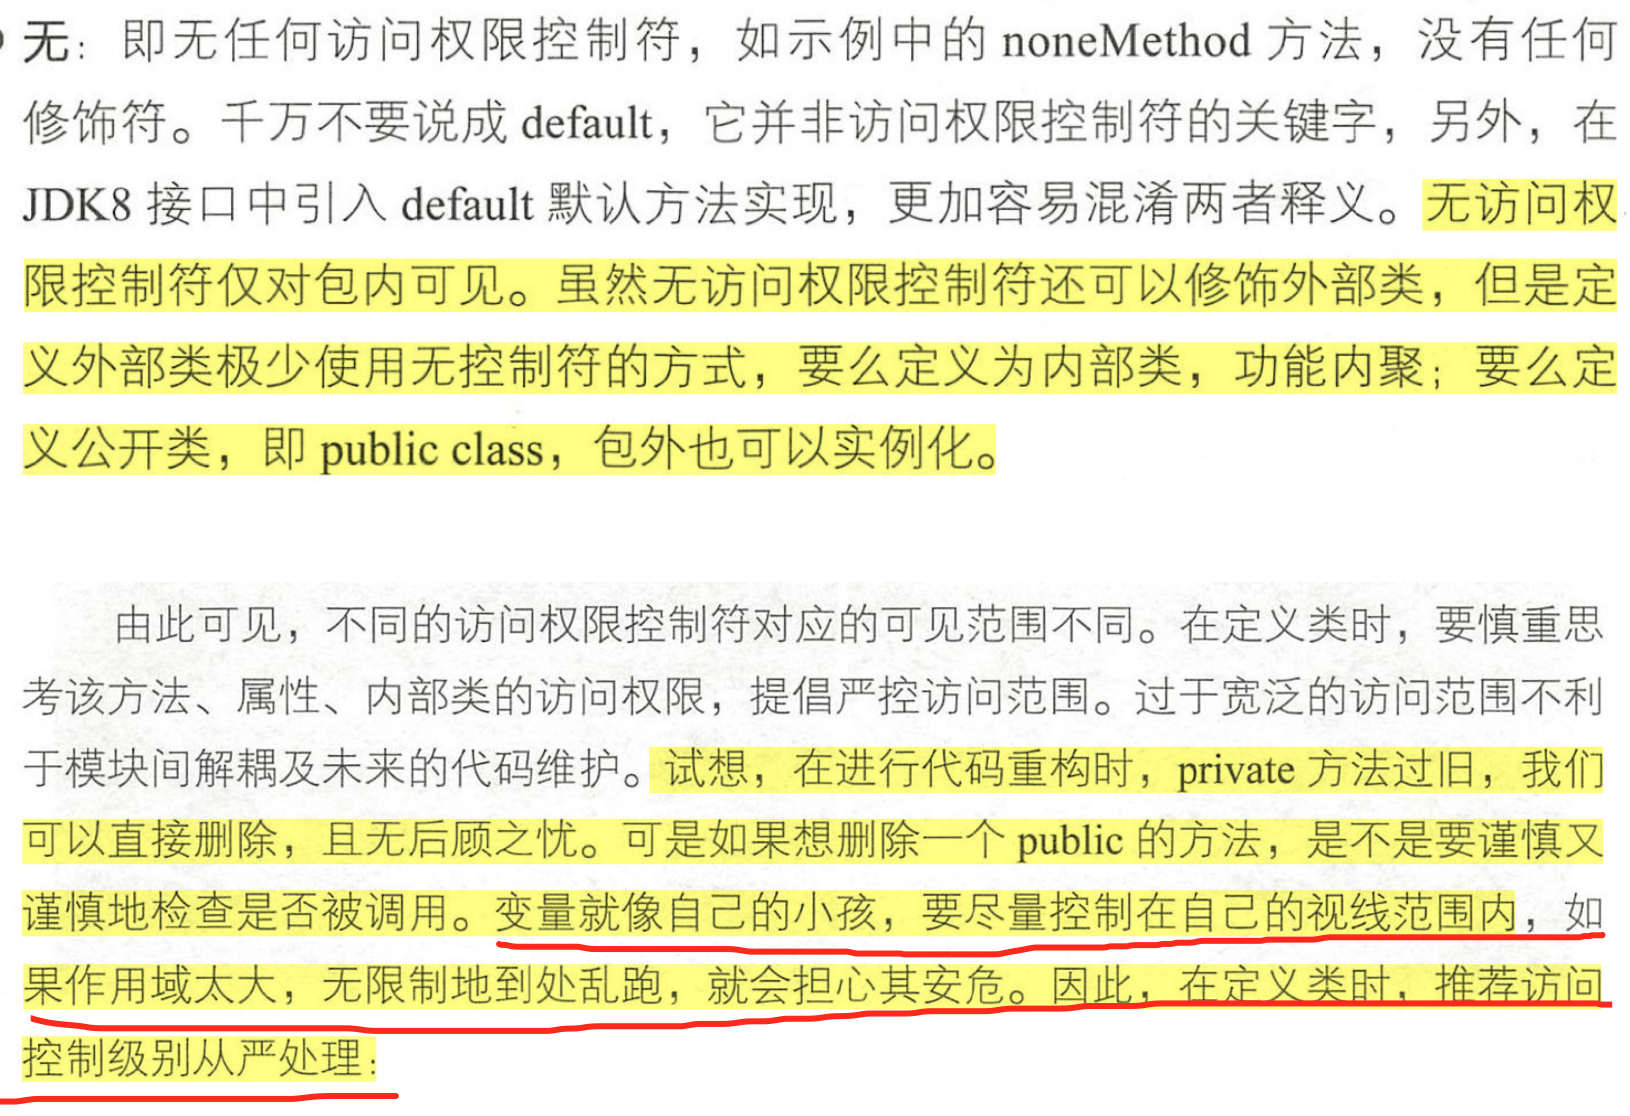 无：即无任何访问权限控制符，如示例中的 noneMethod 方法，没有任何
修饰符。千万不要说成 default，它并非访问权限控制符的关键字，另外，在
JDK8 接口中引入 default 默认方法实现，更加容易混淆两者释义。无访问权
限控制符仅对包内可见。虽然无访问权限控制符还可以修饰外部类，但是定
义外部类极少使用无控制符的方式，要么定义为内部类，功能内聚；要么定
义公开类，即 public class，包外也可以实例化。
由此可见，不同的访问权限控制符对应的可见范围不同。在定义类时，要慎重思
考该方法、属性、内部类的访问权限，提倡严控访问范围。过于宽泛的访问范围不利
于模块间解耦及未来的代码维护。试想，在进行代码重构时，private 方法过旧，我们
可以直接删除，且无后顾之忧。可是如果想删除一个 public 的方法，是不是要谨慎又
谨慎地检查是否被调用。变量就像自己的小孩，要尽量控制在自己的视线范围内，如
果作用域太大，无限制地到处乱跑，就会担心其安危。因此，在定义类时，推荐访问
控制级别从严处理：